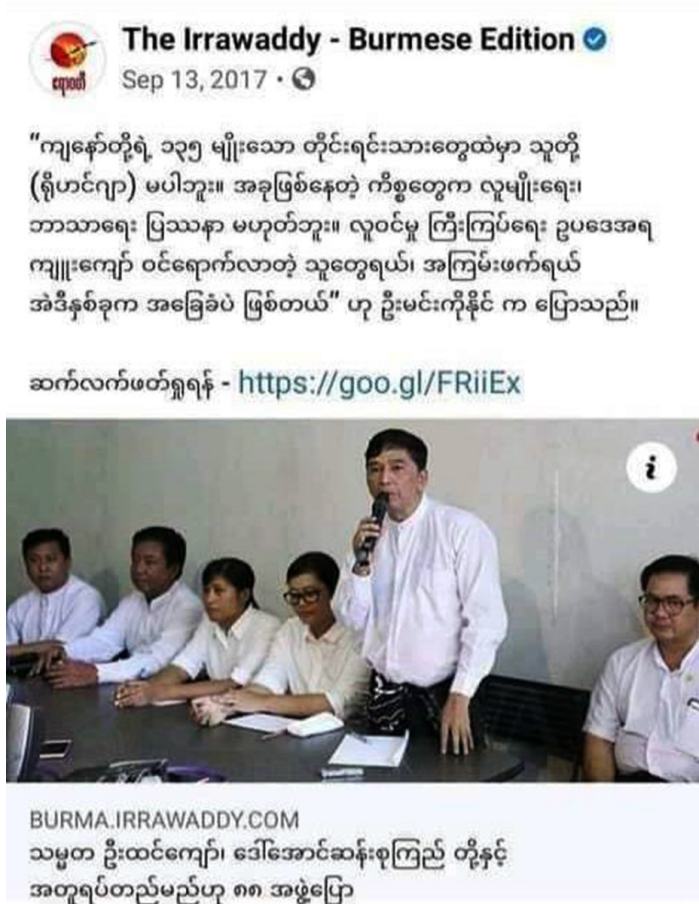 The Irrawaddy - Burmese Edition
Sep 13, 2017 ·
ဧရာဝတီ
“ကျနော်တို့ရဲ့ ၁၃၅ မျိုးသော တိုင်းရင်းသားတွေထဲမှာ သူတို့
(ရိုဟင်ဂျာ) မပါဘူး။ အခုဖြစ်နေတဲ့ ကိစ္စတွေက လူမျိုးရေး၊
ဘာသာရေး ပြဿနာ မဟုတ်ဘူး။ လူဝင်မှု ကြီးကြပ်ရေး ဥပဒေအရ
ကျူးကျော် ဝင်ရောက်လာတဲ့ သူတွေရယ်၊ အကြမ်းဖက်ရယ်
အဲဒီနှစ်ခုက အခြေခံပဲ ဖြစ်တယ်” ဟု ဦးမင်းကိုနိုင် က ပြောသည်။
ဆက်လက်ဖတ်ရှုရန် - https://goo.gl/FRiiEx
BURMA.IRRAWADDY.COM
သမ္မတ ဦးထင်ကျော်၊ ဒေါ်အောင်ဆန်းစုကြည် တို့နှင့်
အတူရပ်တည်မည်ဟု ၈၈ အဖွဲ့ပြော